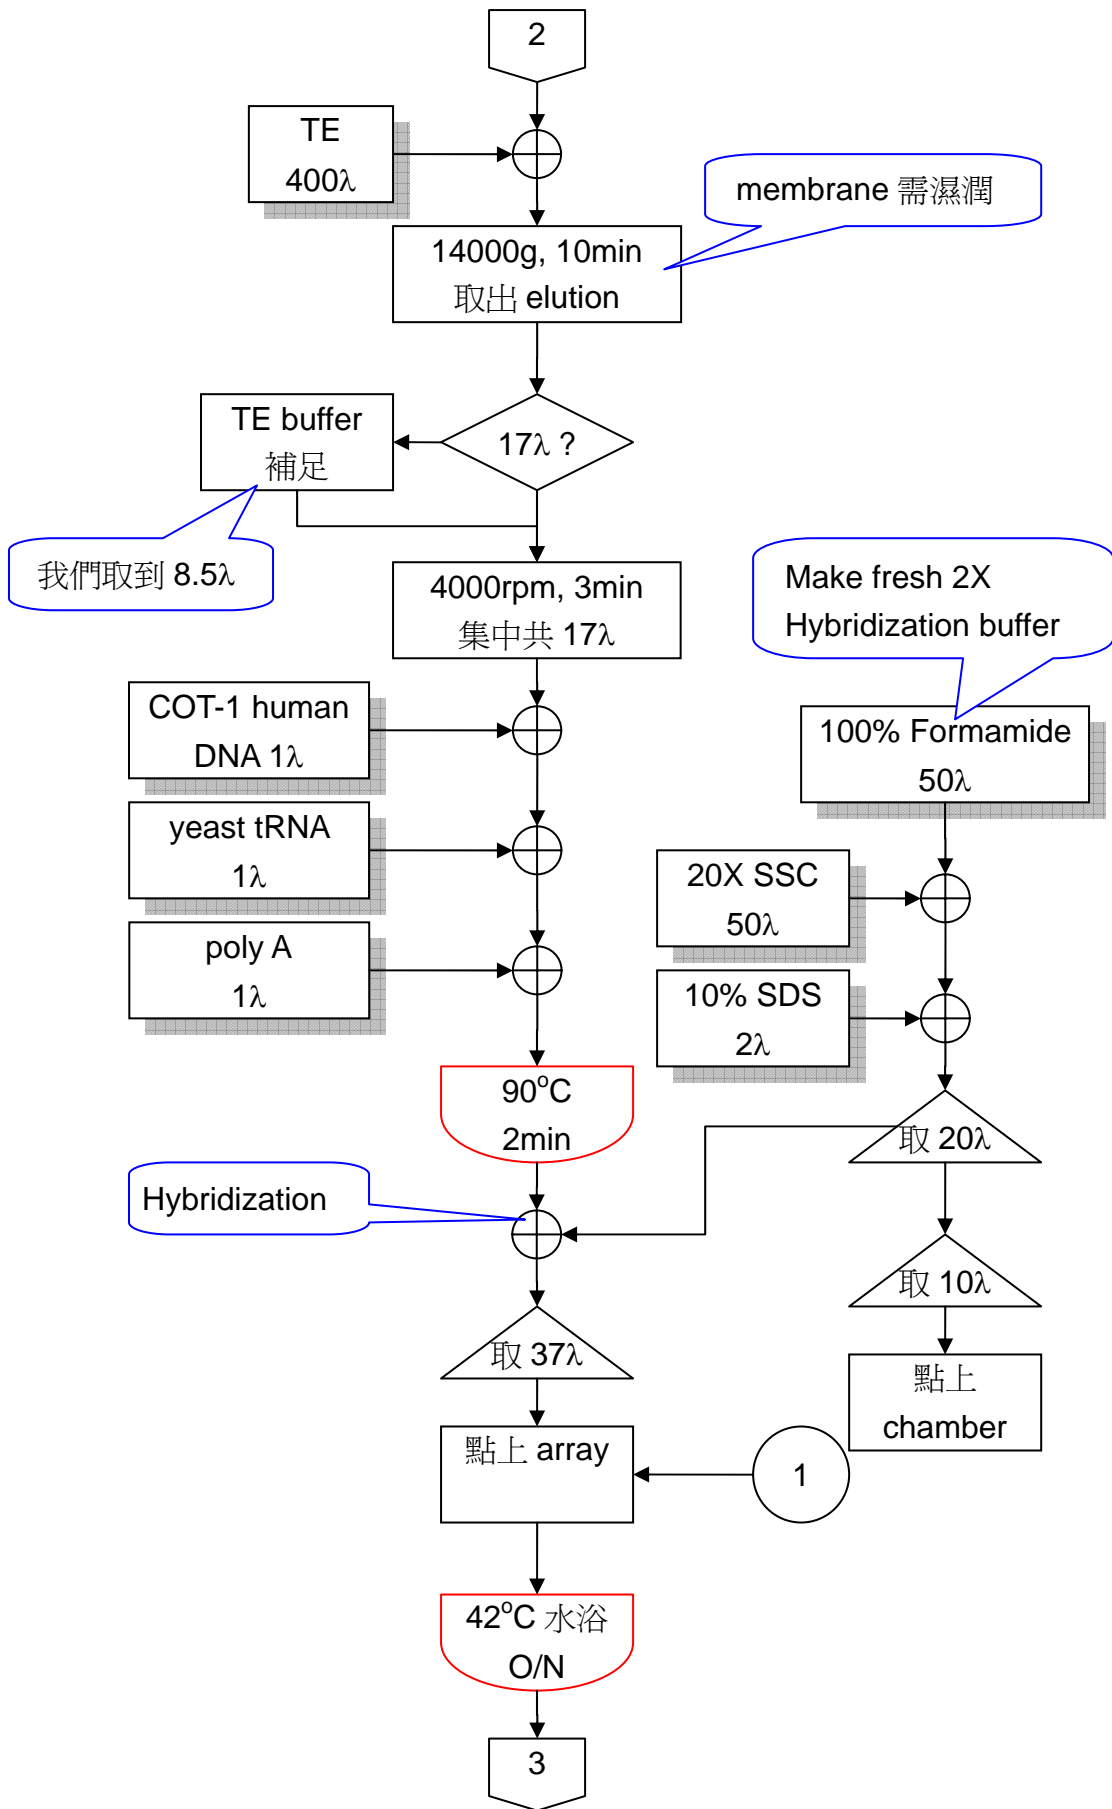 2
TE
400λ
membrane 需濕潤
14000g, 10min
取出 elution
17λ ?
TE buffer
補足
我們取到 8.5λ
4000rpm, 3min
集中共 17λ
Make fresh 2X
Hybridization buffer
COT-1 human
DNA 1λ
100% Formamide
50λ
yeast tRNA
1λ
20X SSC
50λ
poly A
1λ
10% SDS
2λ
90°C
2min
取 20λ
Hybridization
取 10λ
取 37λ
點上
chamber
點上 array
1
42°C 水浴
O/N
3